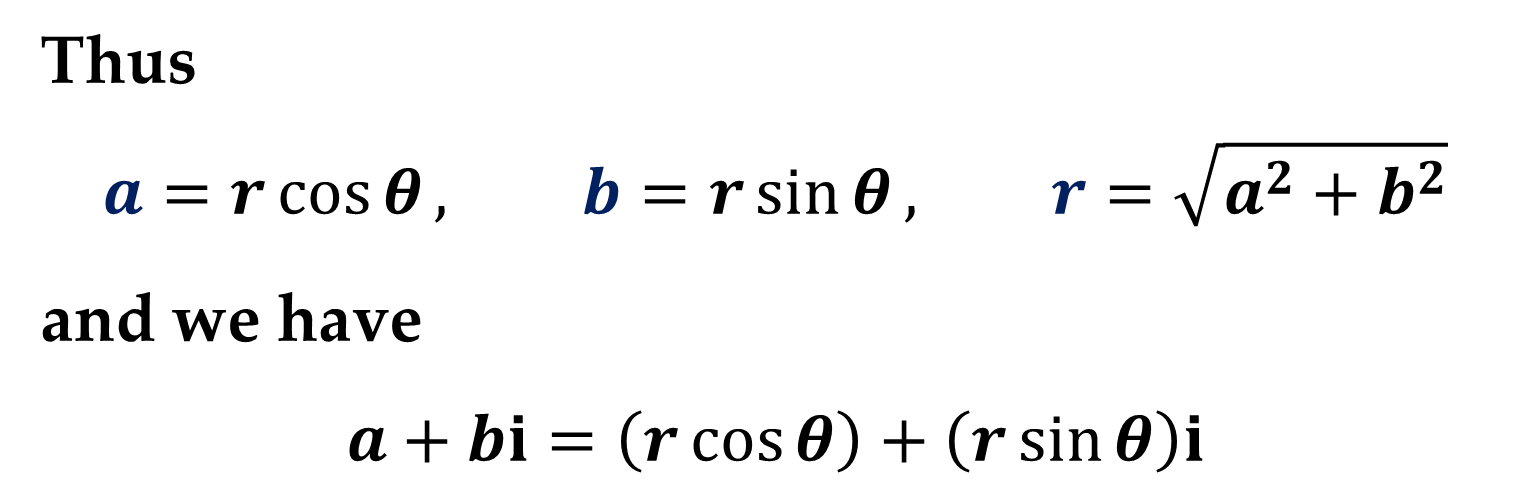 Thus
a = r cos θ ,  b = r sin θ ,  r = √(a² + b²)
and we have
a + bi = (r cos θ) + (r sin θ)i